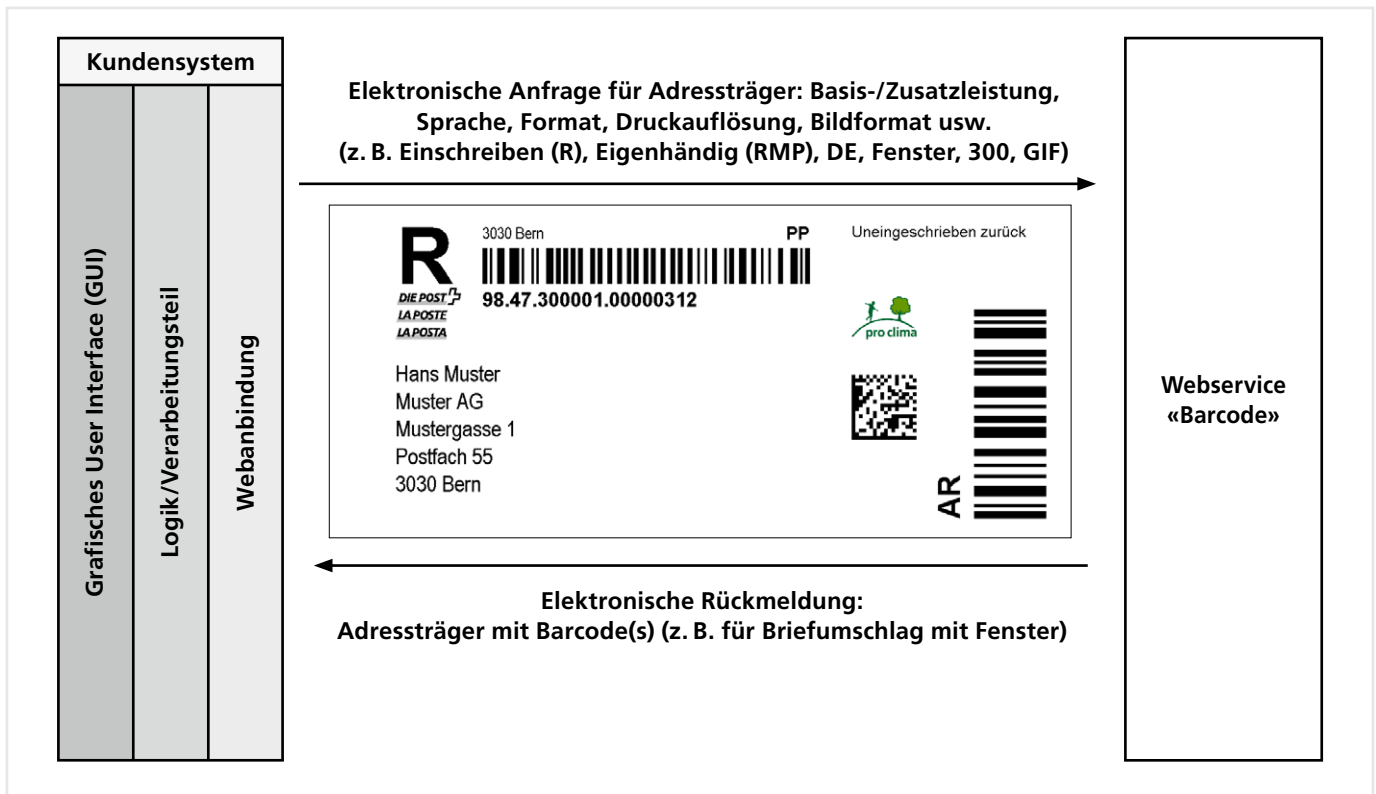 Kundensystem
Grafisches User Interface (GUI)
Logik/Verarbeitungsteil
Webanbindung
Elektronische Anfrage für Adressträger: Basis-/Zusatzleistung,
Sprache, Format, Druckauflösung, Bildformat usw.
(z. B. Einschreiben (R), Eigenhändig (RMP), DE, Fenster, 300, GIF)
R
DIE POST
LA POSTE
LA POSTA
3030 Bern PP
98.47.300001.00000312
Uneingeschrieben zurück
pro clima
Hans Muster
Muster AG
Mustergasse 1
Postfach 55
3030 Bern
AR
Elektronische Rückmeldung:
Adressträger mit Barcode(s) (z. B. für Briefumschlag mit Fenster)
Webservice
«Barcode»